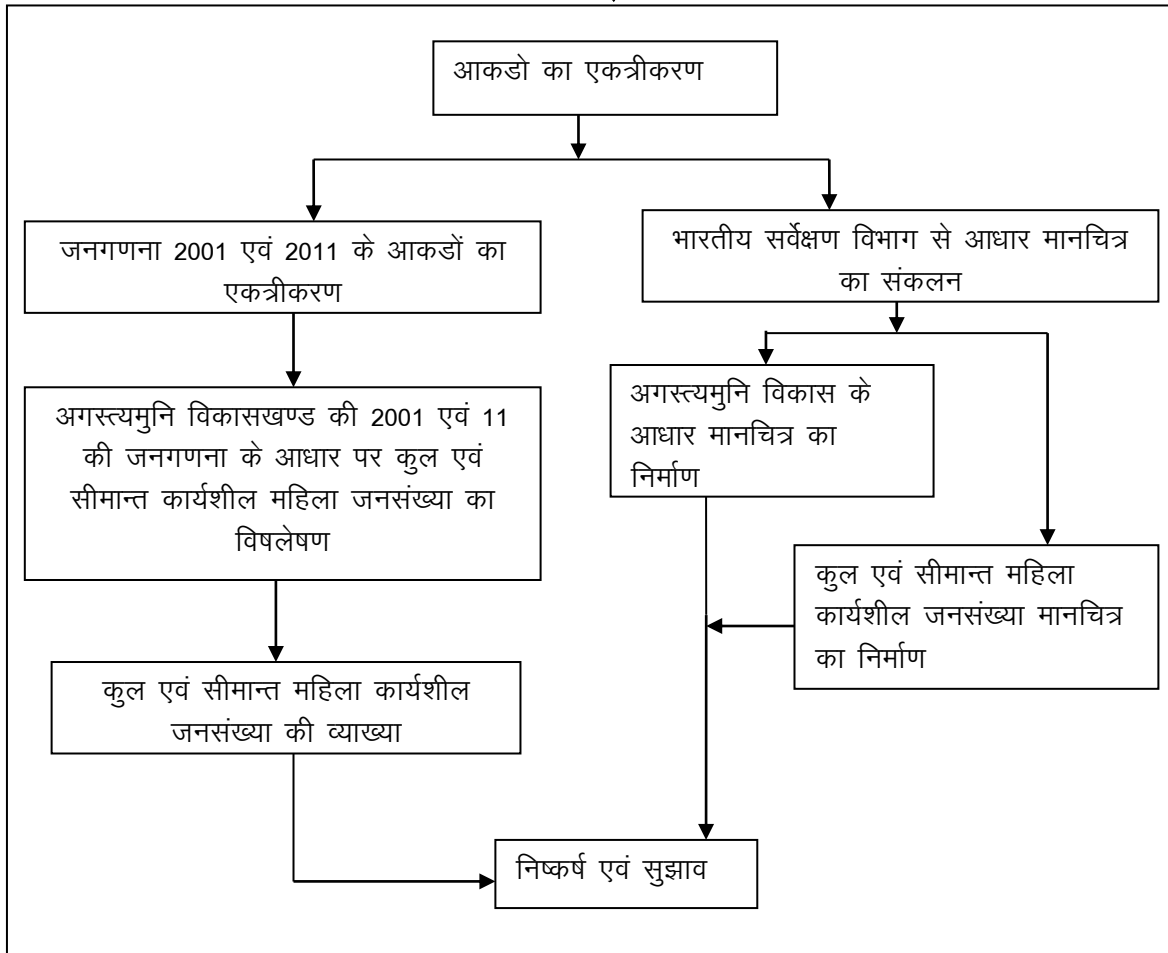 आकडो का एकत्रीकरण
जनगणना 2001 एवं 2011 के आकडों का
एकत्रीकरण
भारतीय सर्वेक्षण विभाग से आधार मानचित्र
का संकलन
अगस्त्यमुनि विकासखण्ड की 2001 एवं 11
की जनगणना के आधार पर कुल एवं
सीमान्त कार्यशील महिला जनसंख्या का
विषलेषण
अगस्त्यमुनि विकास के
आधार मानचित्र का
निर्माण
कुल एवं सीमान्त महिला
कार्यशील जनसंख्या मानचित्र
का निर्माण
कुल एवं सीमान्त महिला कार्यशील
जनसंख्या की व्याख्या
निष्कर्ष एवं सुझाव